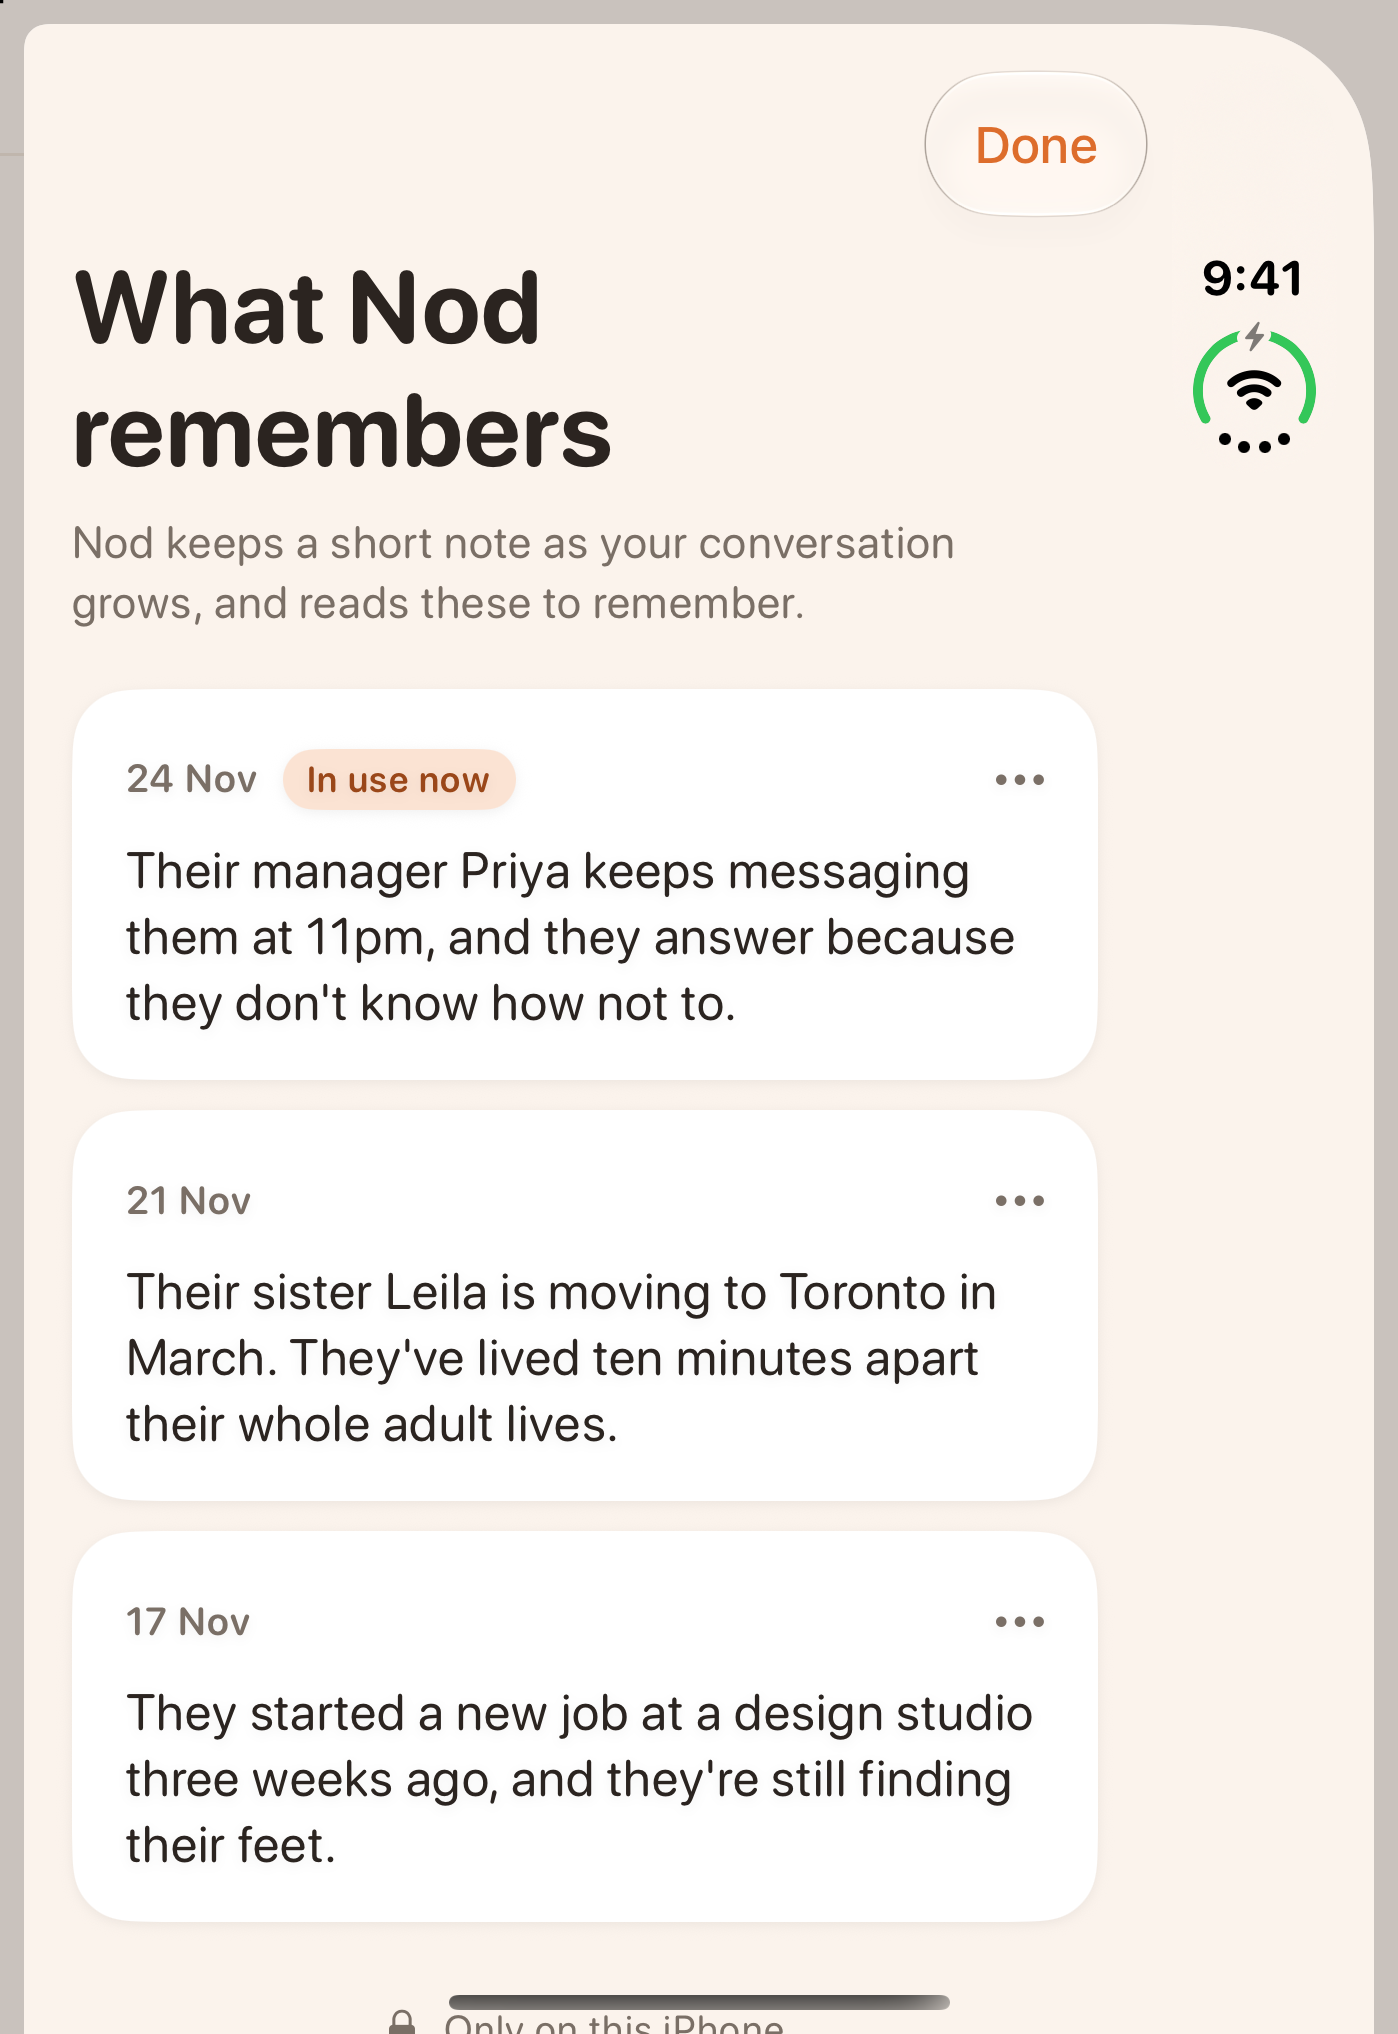 Done
What Nod
remembers
9:41
Nod keeps a short note as your conversation
grows, and reads these to remember.
24 Nov In use now
Their manager Priya keeps messaging
them at 11pm, and they answer because
they don't know how not to.
21 Nov
Their sister Leila is moving to Toronto in
March. They've lived ten minutes apart
their whole adult lives.
17 Nov
They started a new job at a design studio
three weeks ago, and they're still finding
their feet.
Only on this iPhone